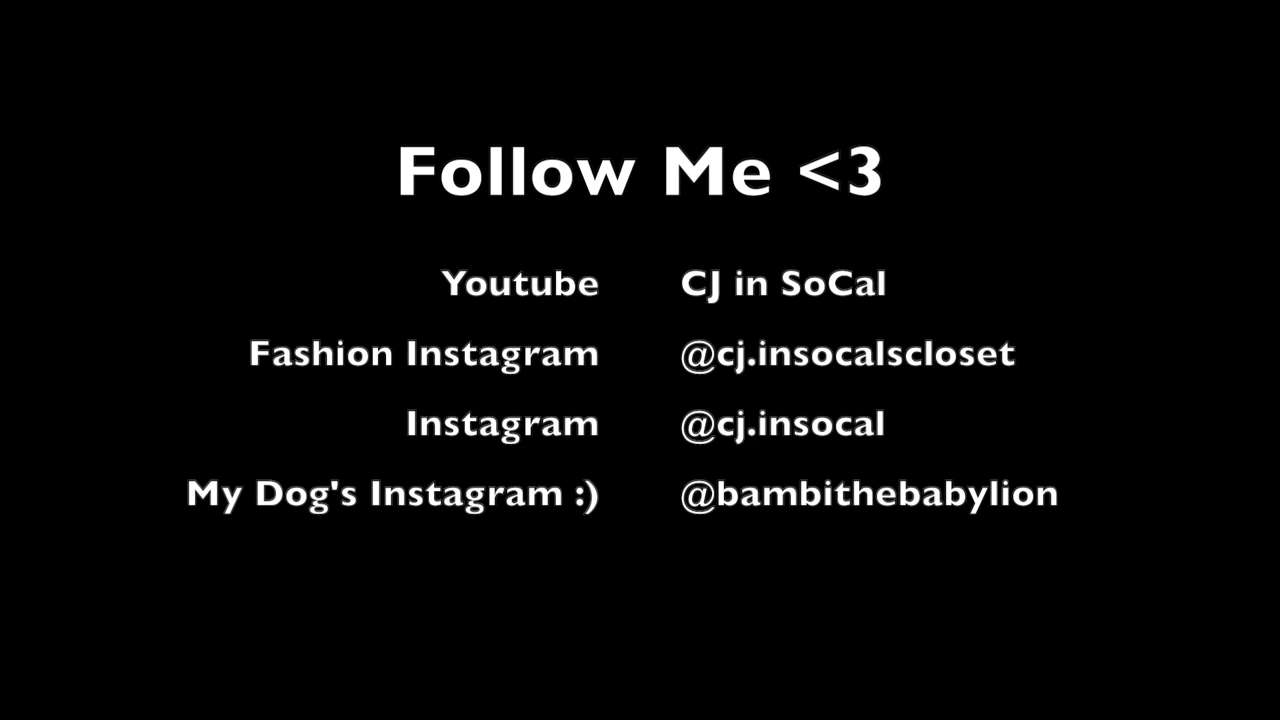 Follow Me <3
Youtube CJ in SoCal
Fashion Instagram @cj.insocalscloset
Instagram @cj.insocal
My Dog's Instagram :) @bambithebabylion